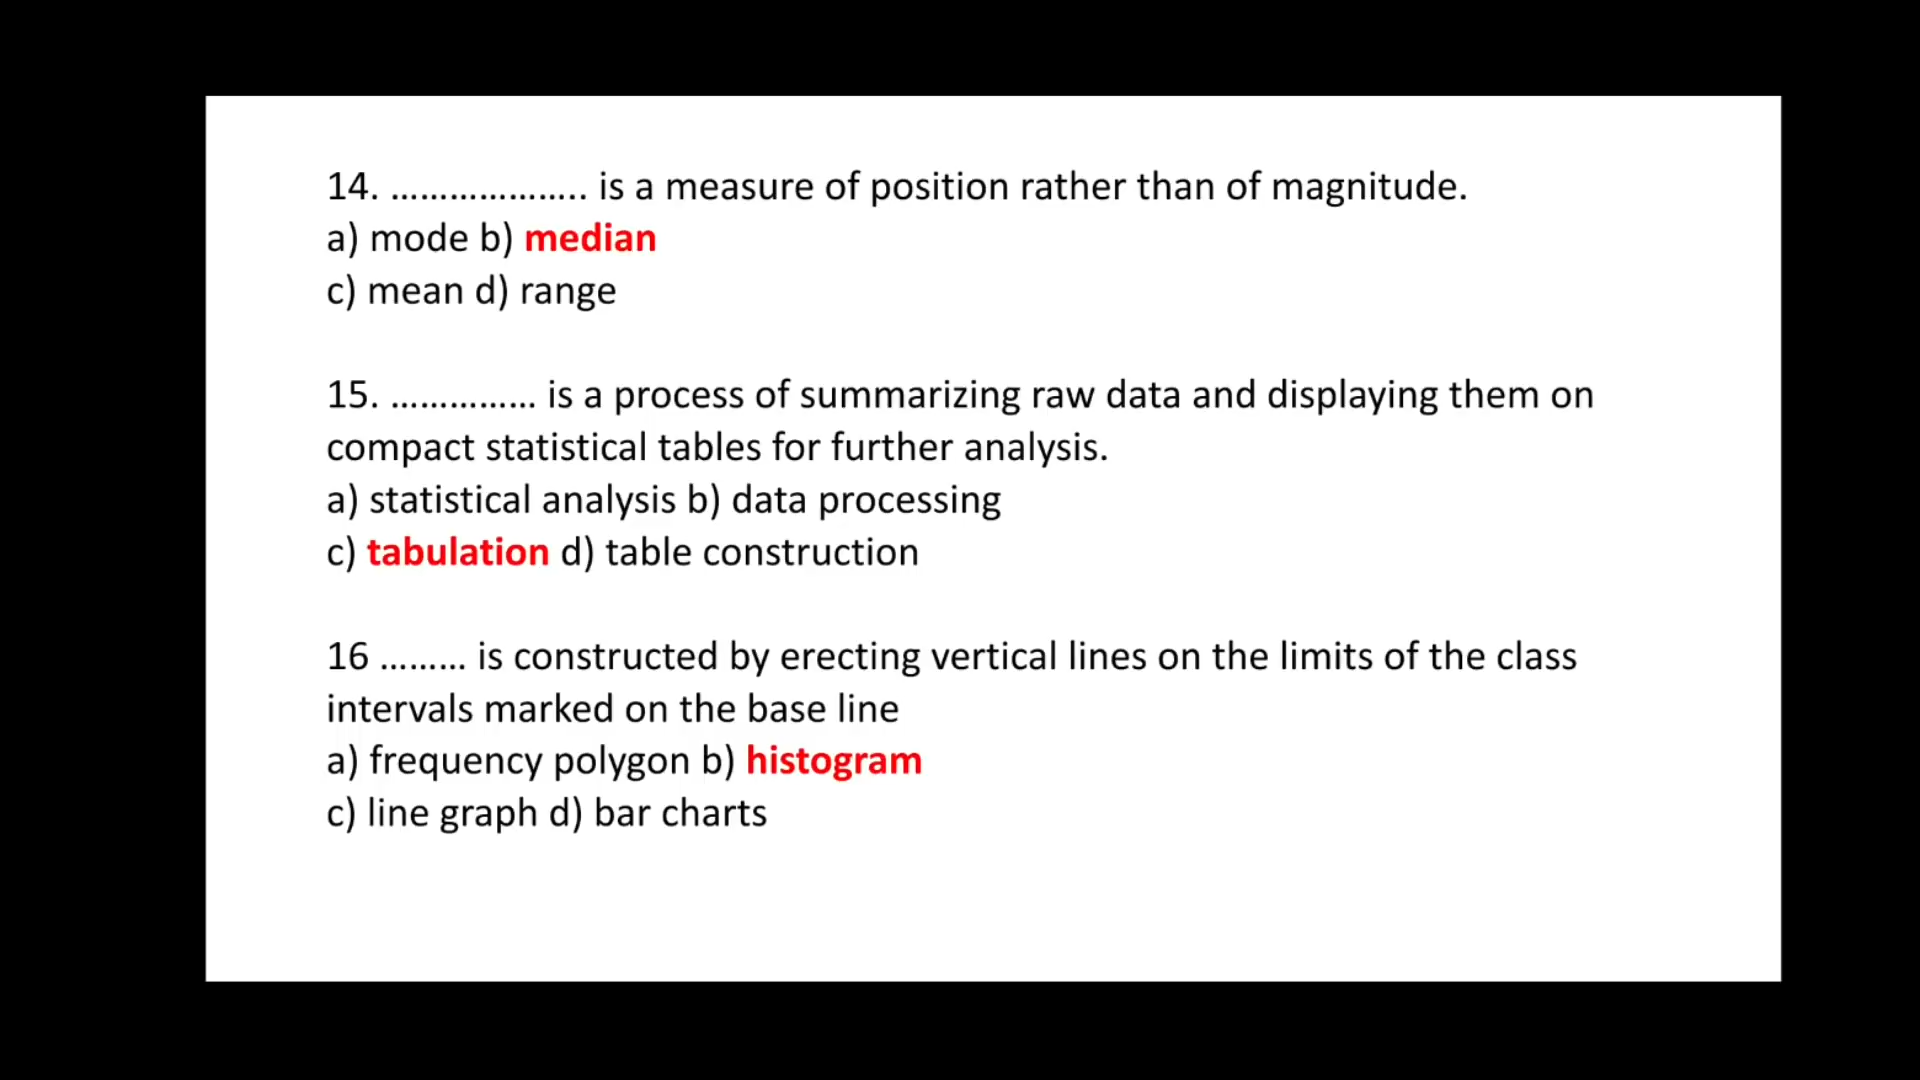 14. ……………….. is a measure of position rather than of magnitude.
a) mode b) median
c) mean d) range
15. …………… is a process of summarizing raw data and displaying them on
compact statistical tables for further analysis.
a) statistical analysis b) data processing
c) tabulation d) table construction
16 ……… is constructed by erecting vertical lines on the limits of the class
intervals marked on the base line
a) frequency polygon b) histogram
c) line graph d) bar charts